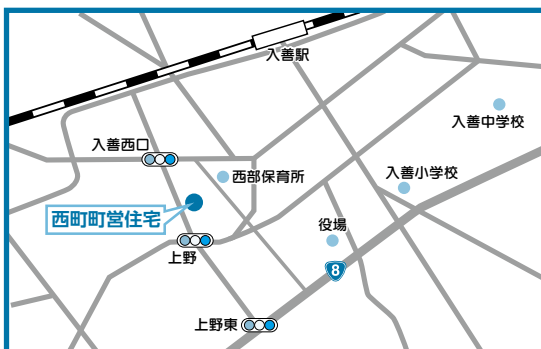 入善駅
入善中学校
入善西口
西部保育所
入善小学校
西町町営住宅
役場
上野
8
上野東